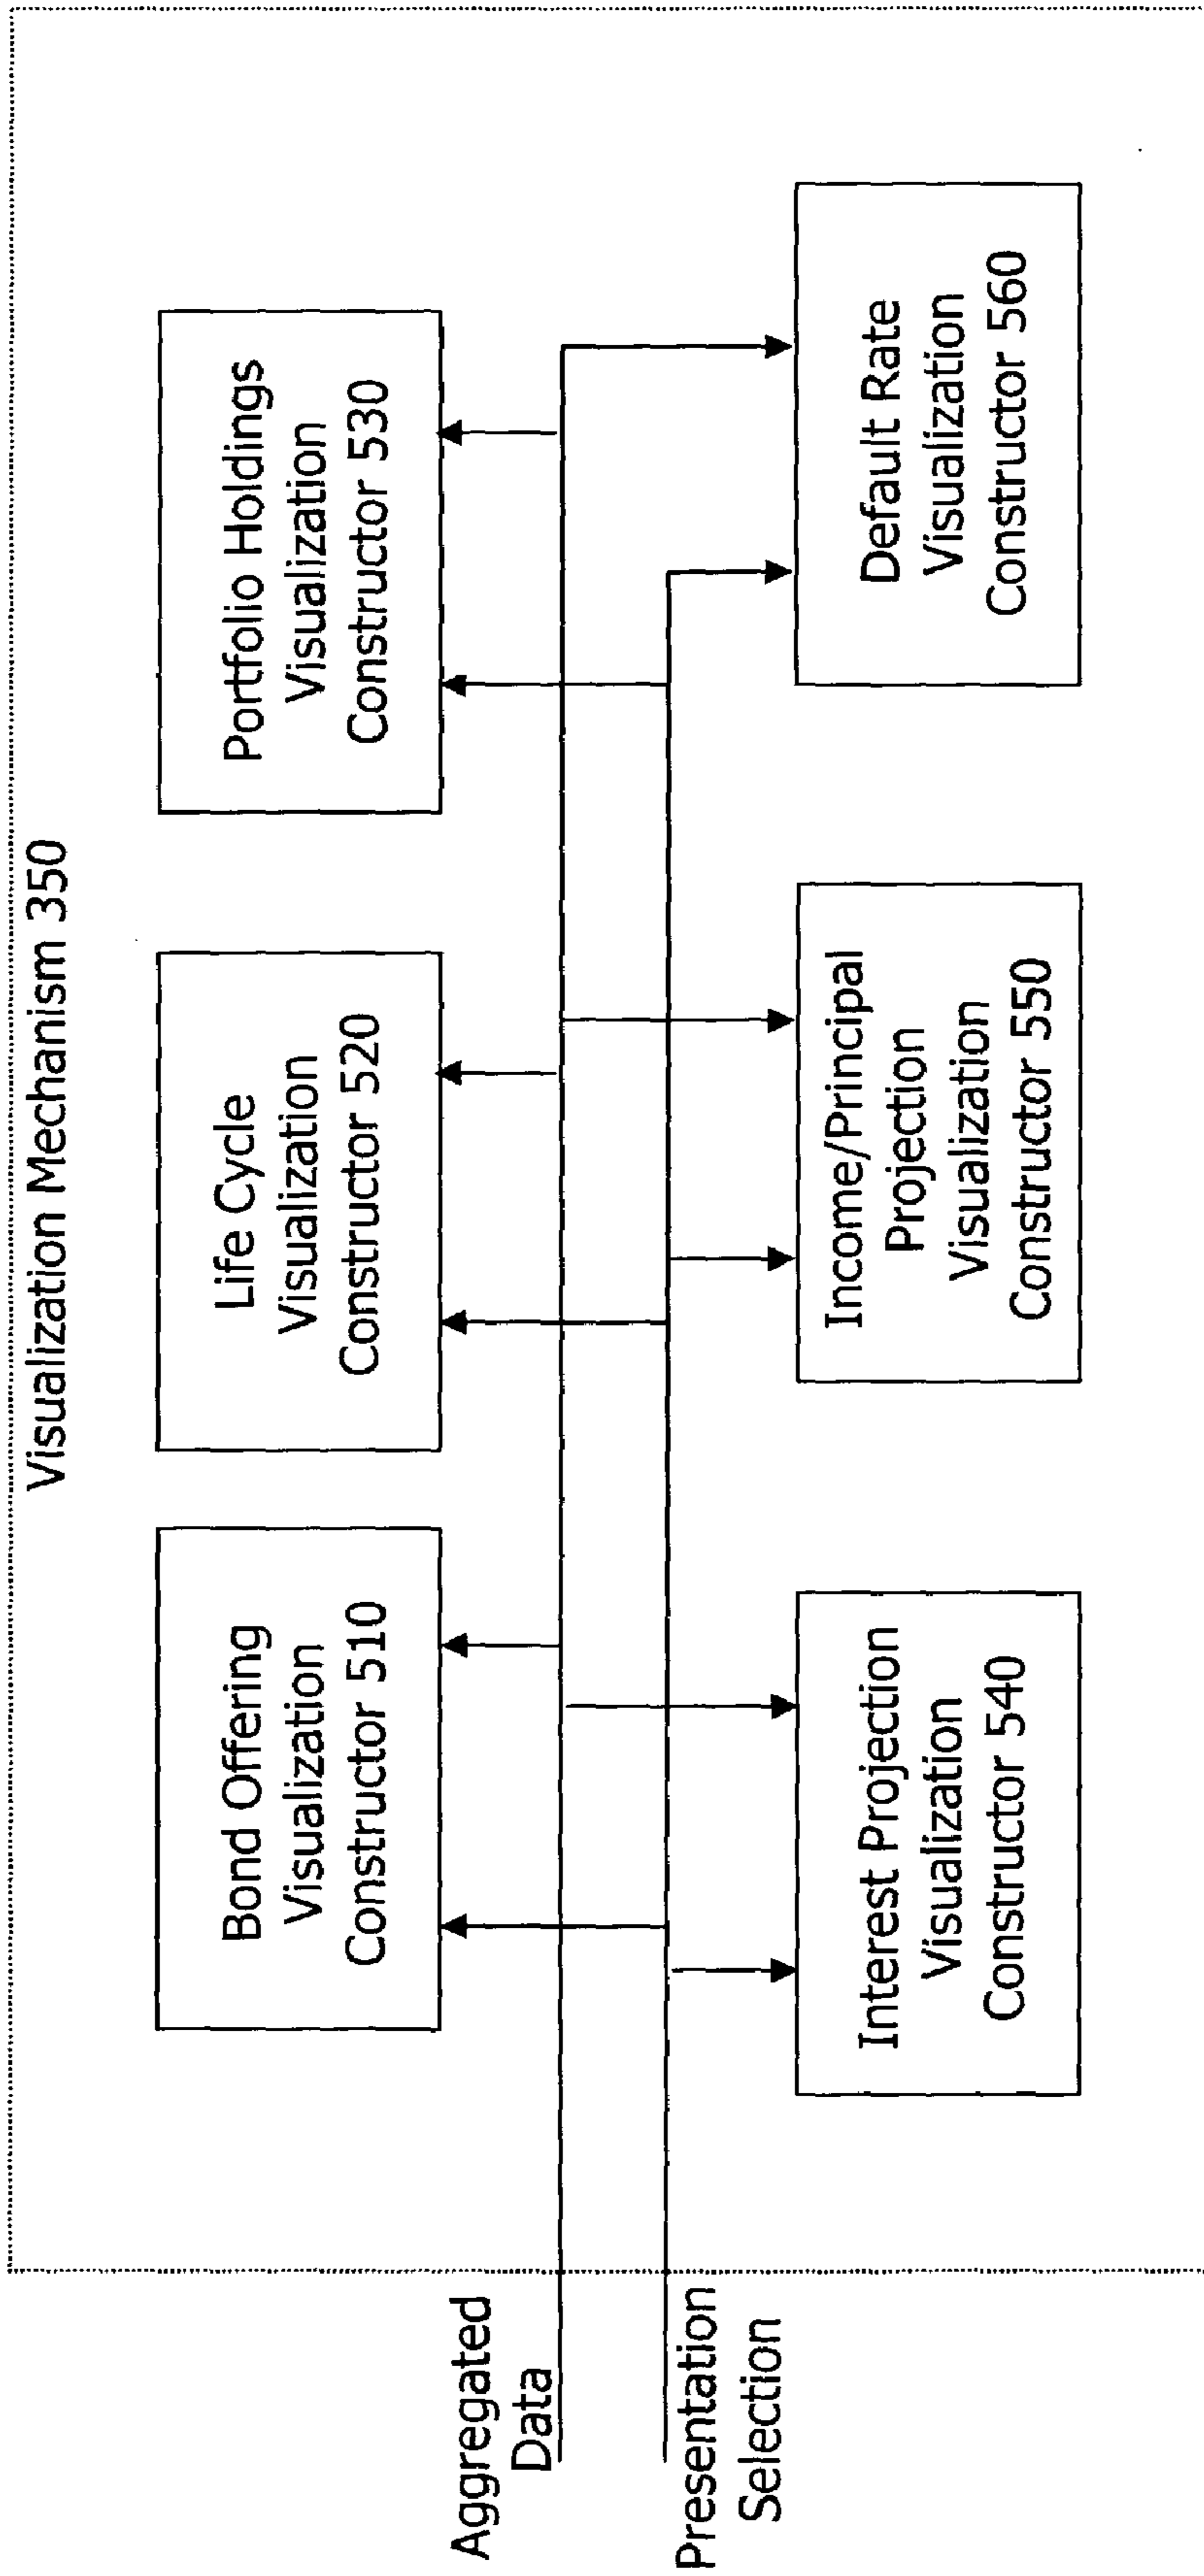 Visualization Mechanism 350
Bond Offering
Visualization
Constructor 510
Life Cycle
Visualization
Constructor 520
Portfolio Holdings
Visualization
Constructor 530
Aggregated
Data
Presentation
Selection
Interest Projection
Visualization
Constructor 540
Income/Principal
Projection
Visualization
Constructor 550
Default Rate
Visualization
Constructor 560